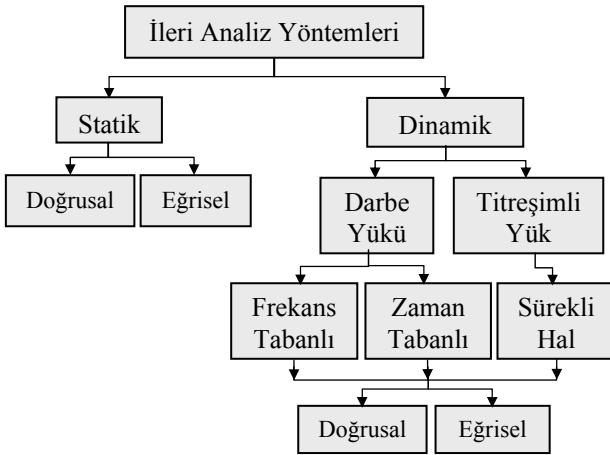 İleri Analiz Yöntemleri
Statik
Dinamik
Doğrusal
Eğrisel
Darbe
Yükü
Titreşimli
Yük
Frekans
Tabanlı
Zaman
Tabanlı
Sürekli
Hal
Doğrusal
Eğrisel